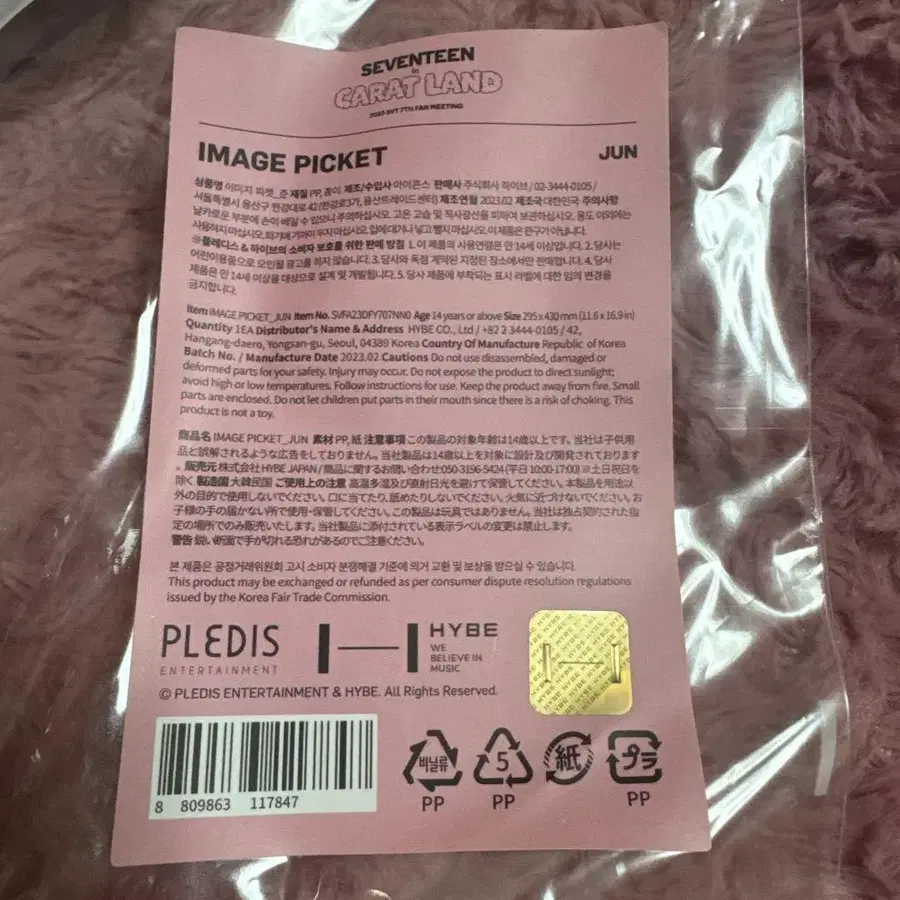 SEVENTEEN
in
CARAT LAND
2023 SVT 7TH FAN MEETING
IMAGE PICKET
JUN
상품명 이미지 피켓_준 재질 PP, 종이 제조/수입사 아이콘스 판매사 주식회사 하이브 / 02-3444-0105 /
서울특별시 용산구 한강대로 42 (한강로3가, 용산트레이드센터) 제조연월 2023.02 제조국 대한민국 주의사항
날카로운 부분에 손이 베일 수 있으니 주의하십시오. 고온 고습 및 직사광선을 피하여 보관하십시오. 용도 이외에는
사용하지 마십시오. 화기에 가까이 두지 마십시오. 입에 대거나 넣고 빨지 마십시오. 이 제품은 완구가 아닙니다.
※플레디스 & 하이브의 소비자 보호를 위한 판매 방침 1. 이 제품의 사용연령은 만 14세 이상입니다. 2. 당사는
어린이용품으로 오인될 광고를 하지 않습니다. 3. 당사와 독점 계약된 지정된 장소에서만 판매합니다. 4. 당사
제품은 만 14세 이상을 대상으로 설계 및 개발됩니다. 5. 당사 제품에 부착되는 표시 라벨에 대한 임의 변경을
금지합니다.
Item IMAGE PICKET_JUN Item No. SVFA23DFY707NN0 Age 14 years or above Size 295 x 430 mm (11.6 x 16.9 in)
Quantity 1EA Distributor's Name & Address HYBE CO., Ltd / +82 2 3444-0105 / 42,
Hangang-daero, Yongsan-gu, Seoul, 04389 Korea Country Of Manufacture Republic of Korea
Batch No. / Manufacture Date 2023.02 Cautions Do not use disassembled, damaged or
deformed parts for your safety. Injury may occur. Do not expose the product to direct sunlight;
avoid high or low temperatures. Follow instructions for use. Keep the product away from fire. Small
parts are enclosed. Do not let children put parts in their mouth since there is a risk of choking. This
product is not a toy.
商品名 IMAGE PICKET_JUN 素材 PP, 紙 注意事項 この製品の対象年齢は14歳以上です。当社は子供用
品と誤解されるような広告をしておりません。当社製品は14歳以上を対象に設計及び開発されております
。販売元 株式会社 HYBE JAPAN / 商品に関するお問い合わせ:050-3196-5424 (平日 10:00-17:00) ※土日祝日を
除く 製造国 大韓民国 ご使用上の注意 高温多湿及び直射日光を避けて保管してください。本製品を用途以
外の目的で使用しないでください。口に当てたり、舐めたりしないでください。火気に近づけないでください。お
子様の手の届かない所で使用・保管してください。この製品は玩具ではありません。当社は独占契約された指
定の場所でのみ販売いたします。当社製品に添付されている表示ラベルの変更は禁止します。
警告 鋭い断面で手が切れる恐れがあるのでご注意ください。
본 제품은 공정거래위원회 고시 소비자 분쟁해결 기준에 의거 교환 및 보상을 받으실 수 있습니다.
This product may be exchanged or refunded as per consumer dispute resolution regulations
issued by the Korea Fair Trade Commission.
PLEDIS
ENTERTAINMENT
HYBE
WE
BELIEVE IN
MUSIC
© PLEDIS ENTERTAINMENT & HYBE. All Rights Reserved.
8 809863 117847
비닐류
PP
5
PP
紙
プラ
PP